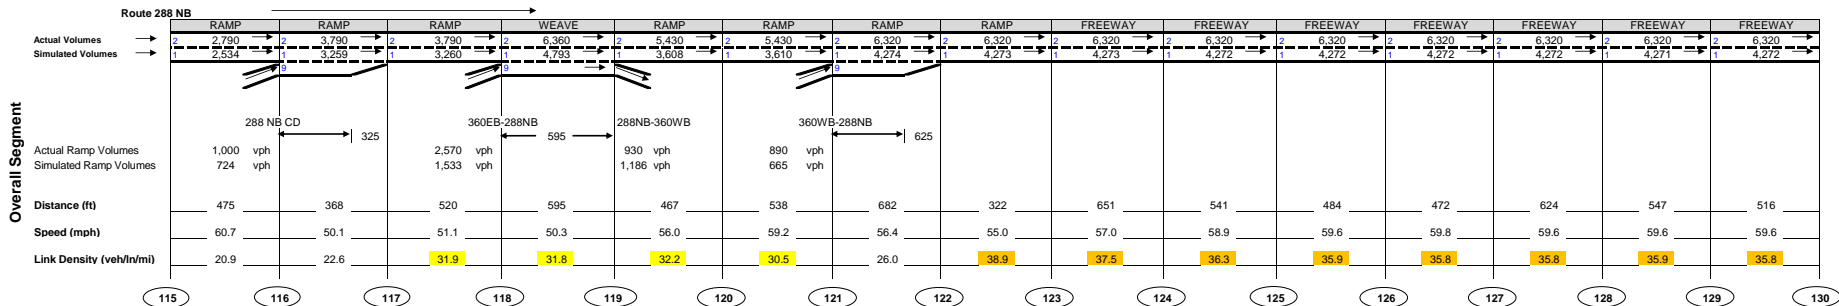 Route 288 NB
RAMP RAMP RAMP WEAVE RAMP RAMP RAMP RAMP FREEWAY FREEWAY FREEWAY FREEWAY FREEWAY FREEWAY FREEWAY
Actual Volumes 2 2,790 2 3,790 2 3,790 2 6,360 2 5,430 2 5,430 2 6,320 2 6,320 2 6,320 2 6,320 2 6,320 2 6,320 2 6,320 2 6,320 2 6,320
Simulated Volumes 1 2,534 1 3,259 1 3,260 1 4,793 1 3,608 1 3,610 1 4,274 1 4,273 1 4,273 1 4,272 1 4,272 1 4,272 1 4,272 1 4,271 1 4,272
9 9 9
288 NB CD 360EB-288NB 288NB-360WB 360WB-288NB
325 595 625
Actual Ramp Volumes 1,000 vph 2,570 vph 930 vph 890 vph
Simulated Ramp Volumes 724 vph 1,533 vph 1,186 vph 665 vph
Overall Segment
Distance (ft) 475 368 520 595 467 538 682 322 651 541 484 472 624 547 516
Speed (mph) 60.7 50.1 51.1 50.3 56.0 59.2 56.4 55.0 57.0 58.9 59.6 59.8 59.6 59.6 59.6
Link Density (veh/ln/mi) 20.9 22.6 31.9 31.8 32.2 30.5 26.0 38.9 37.5 36.3 35.9 35.8 35.8 35.9 35.8
115 116 117 118 119 120 121 122 123 124 125 126 127 128 129 130